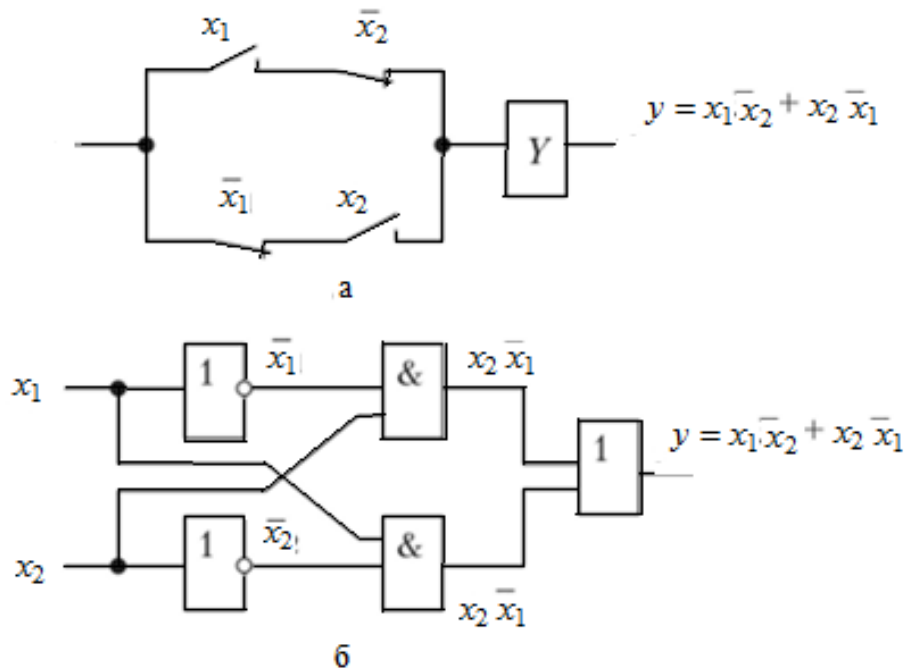 x₁ x̄₂
y = x₁x̄₂ + x₂x̄₁
Y
x̄₁ x₂
а
x̄₁ x₂x̄₁
1 &
x₁
y = x₁x̄₂ + x₂x̄₁
1
x̄₂
1 &
x₂
x₂x̄₁
б